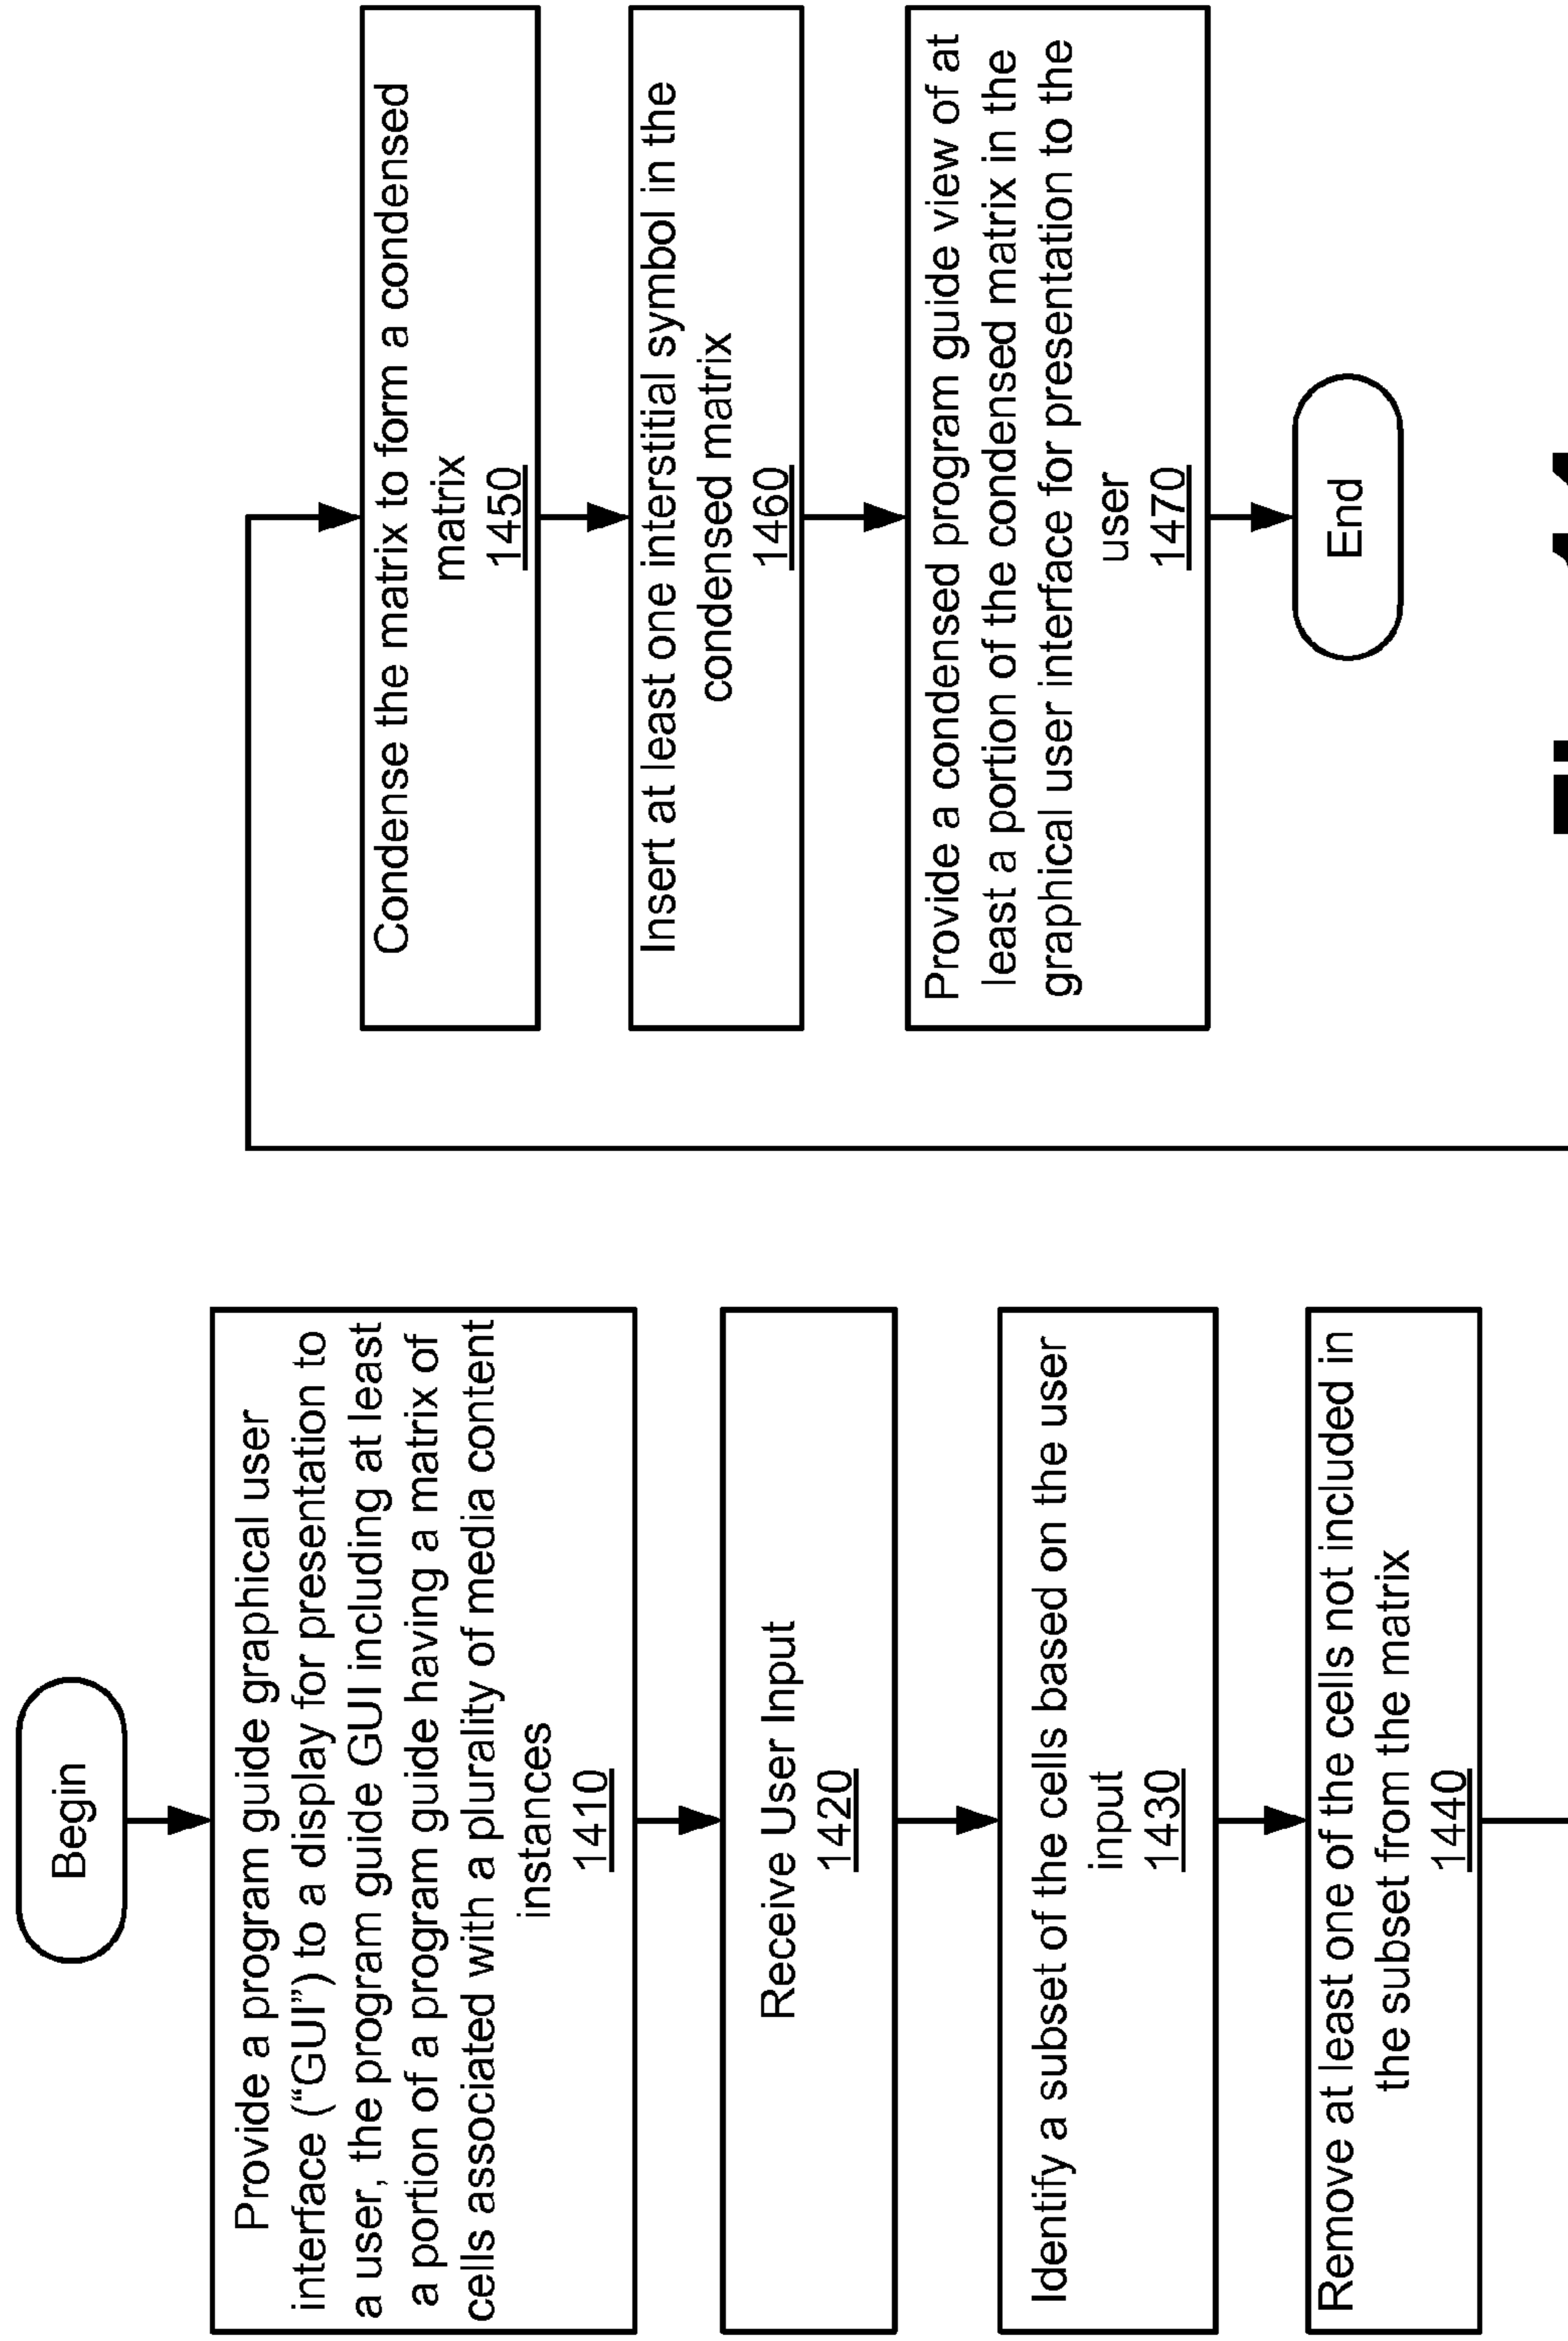 Begin
Provide a program guide graphical user
interface (“GUI”) to a display for presentation to
a user, the program guide GUI including at least
a portion of a program guide having a matrix of
cells associated with a plurality of media content
instances
1410
Receive User Input
1420
Identify a subset of the cells based on the user
input
1430
Remove at least one of the cells not included in
the subset from the matrix
1440
Condense the matrix to form a condensed
matrix
1450
Insert at least one interstitial symbol in the
condensed matrix
1460
Provide a condensed program guide view of at
least a portion of the condensed matrix in the
graphical user interface for presentation to the
user
1470
End